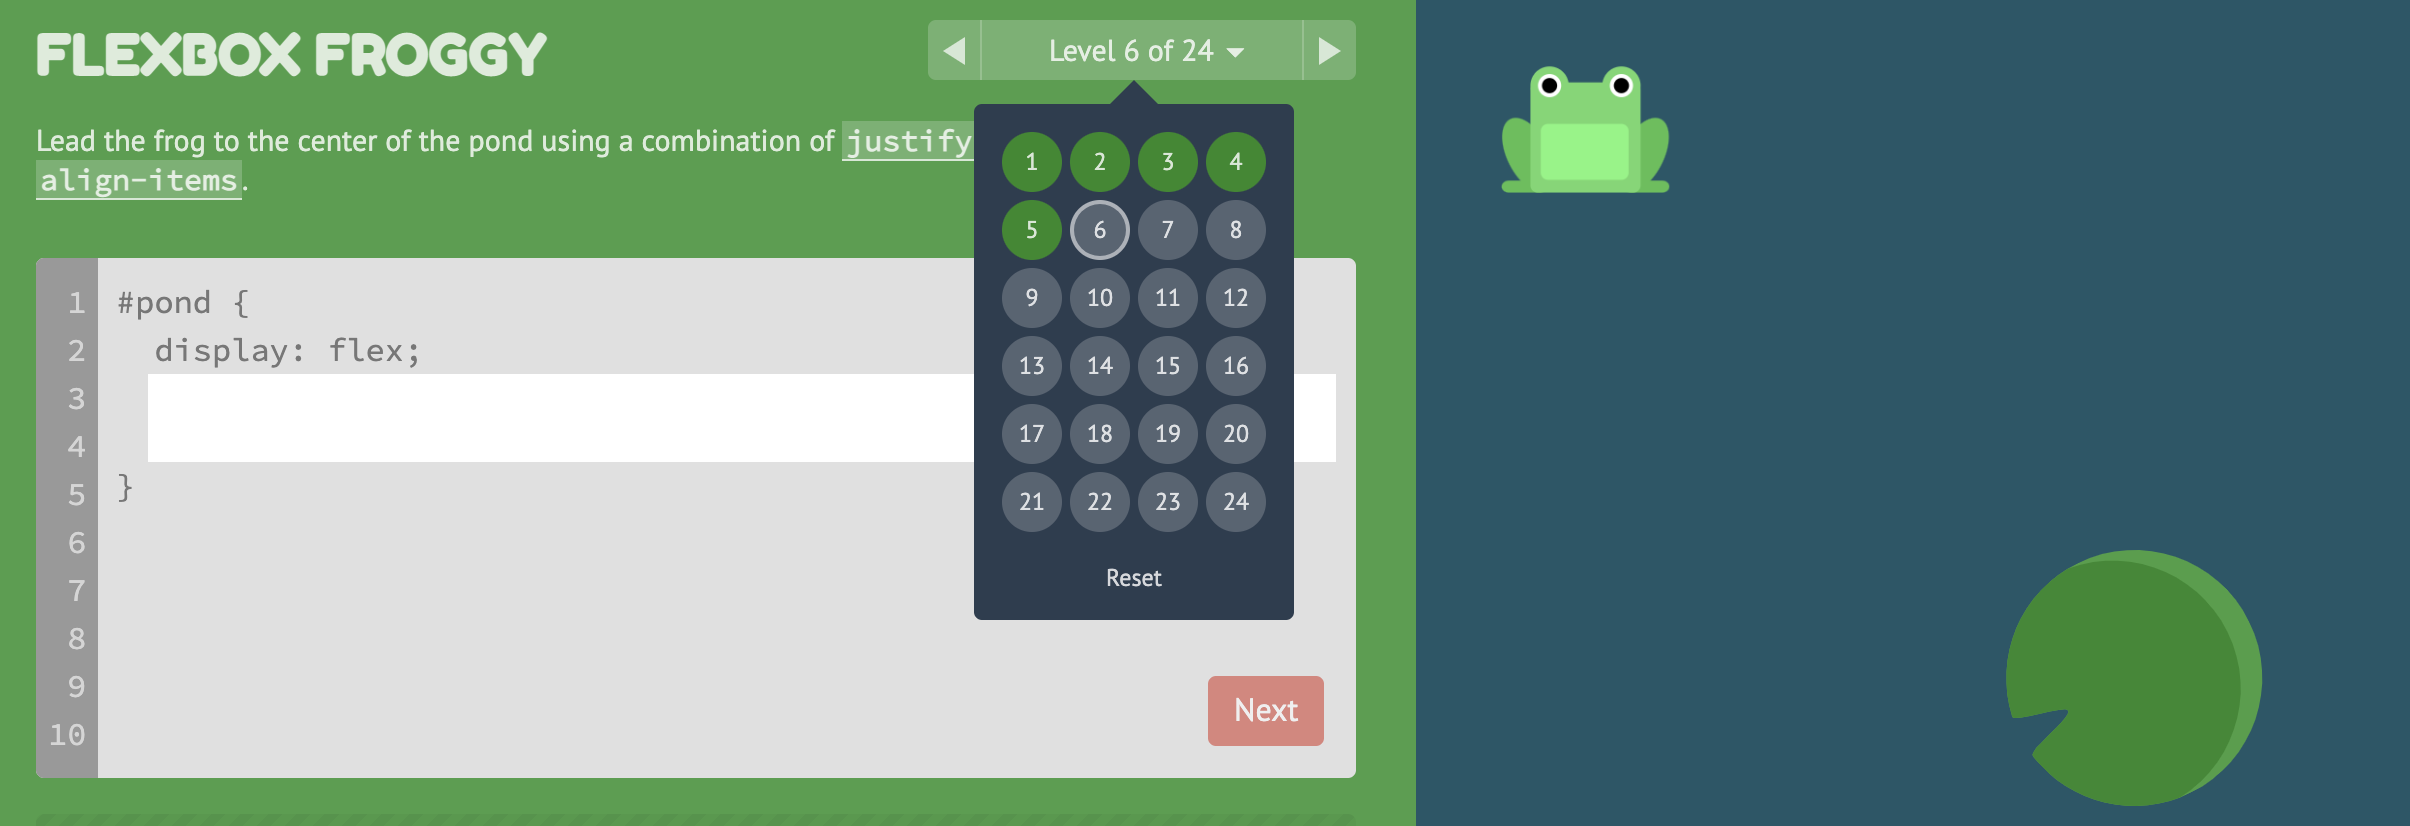 FLEXBOX FROGGY
Level 6 of 24
Lead the frog to the center of the pond using a combination of justify
align-items.
1 #pond {
2 display: flex;
3
4
5 }
6
7
8
9
10
Next
1 2 3 4
5 6 7 8
9 10 11 12
13 14 15 16
17 18 19 20
21 22 23 24
Reset